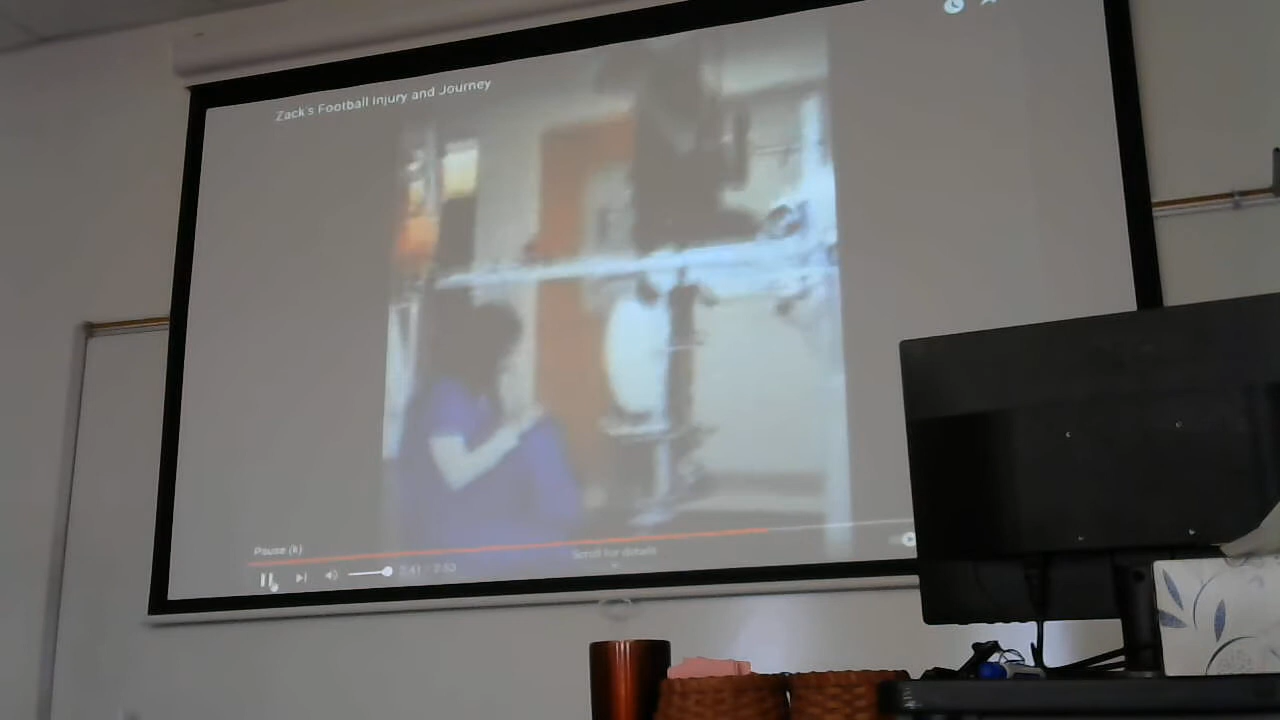 Zack's Football Injury and Journey
Pause (k)
Scroll for details